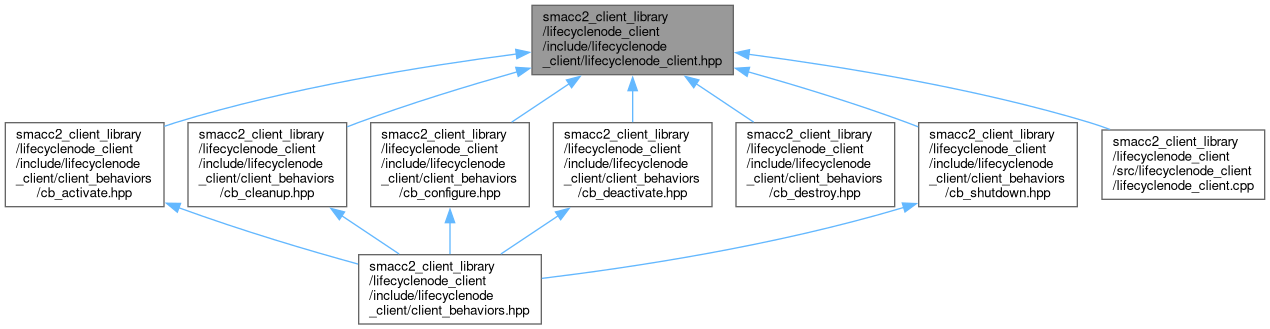 smacc2_client_library
/lifecyclenode_client
/include/lifecyclenode
_client/lifecyclenode_client.hpp
smacc2_client_library
/lifecyclenode_client
/include/lifecyclenode
_client/client_behaviors
/cb_activate.hpp
smacc2_client_library
/lifecyclenode_client
/include/lifecyclenode
_client/client_behaviors
/cb_cleanup.hpp
smacc2_client_library
/lifecyclenode_client
/include/lifecyclenode
_client/client_behaviors
/cb_configure.hpp
smacc2_client_library
/lifecyclenode_client
/include/lifecyclenode
_client/client_behaviors
/cb_deactivate.hpp
smacc2_client_library
/lifecyclenode_client
/include/lifecyclenode
_client/client_behaviors
/cb_destroy.hpp
smacc2_client_library
/lifecyclenode_client
/include/lifecyclenode
_client/client_behaviors
/cb_shutdown.hpp
smacc2_client_library
/lifecyclenode_client
/src/lifecyclenode_client
/lifecyclenode_client.cpp
smacc2_client_library
/lifecyclenode_client
/include/lifecyclenode
_client/client_behaviors.hpp